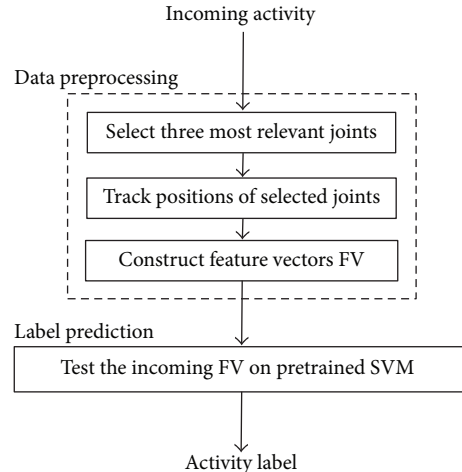 Incoming activity
Data preprocessing
Select three most relevant joints
Track positions of selected joints
Construct feature vectors FV
Label prediction
Test the incoming FV on pretrained SVM
Activity label